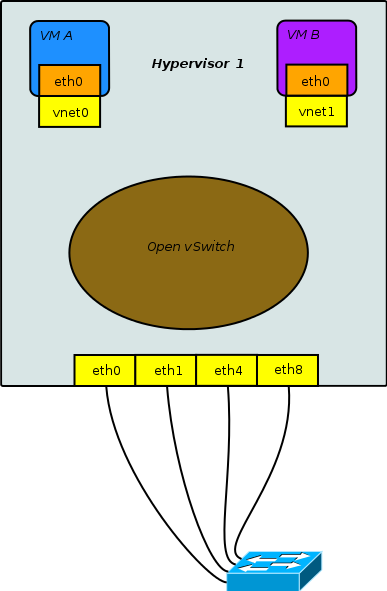 VM A
VM B
Hypervisor 1
eth0
eth0
vnet0
vnet1
Open vSwitch
eth0
eth1
eth4
eth8